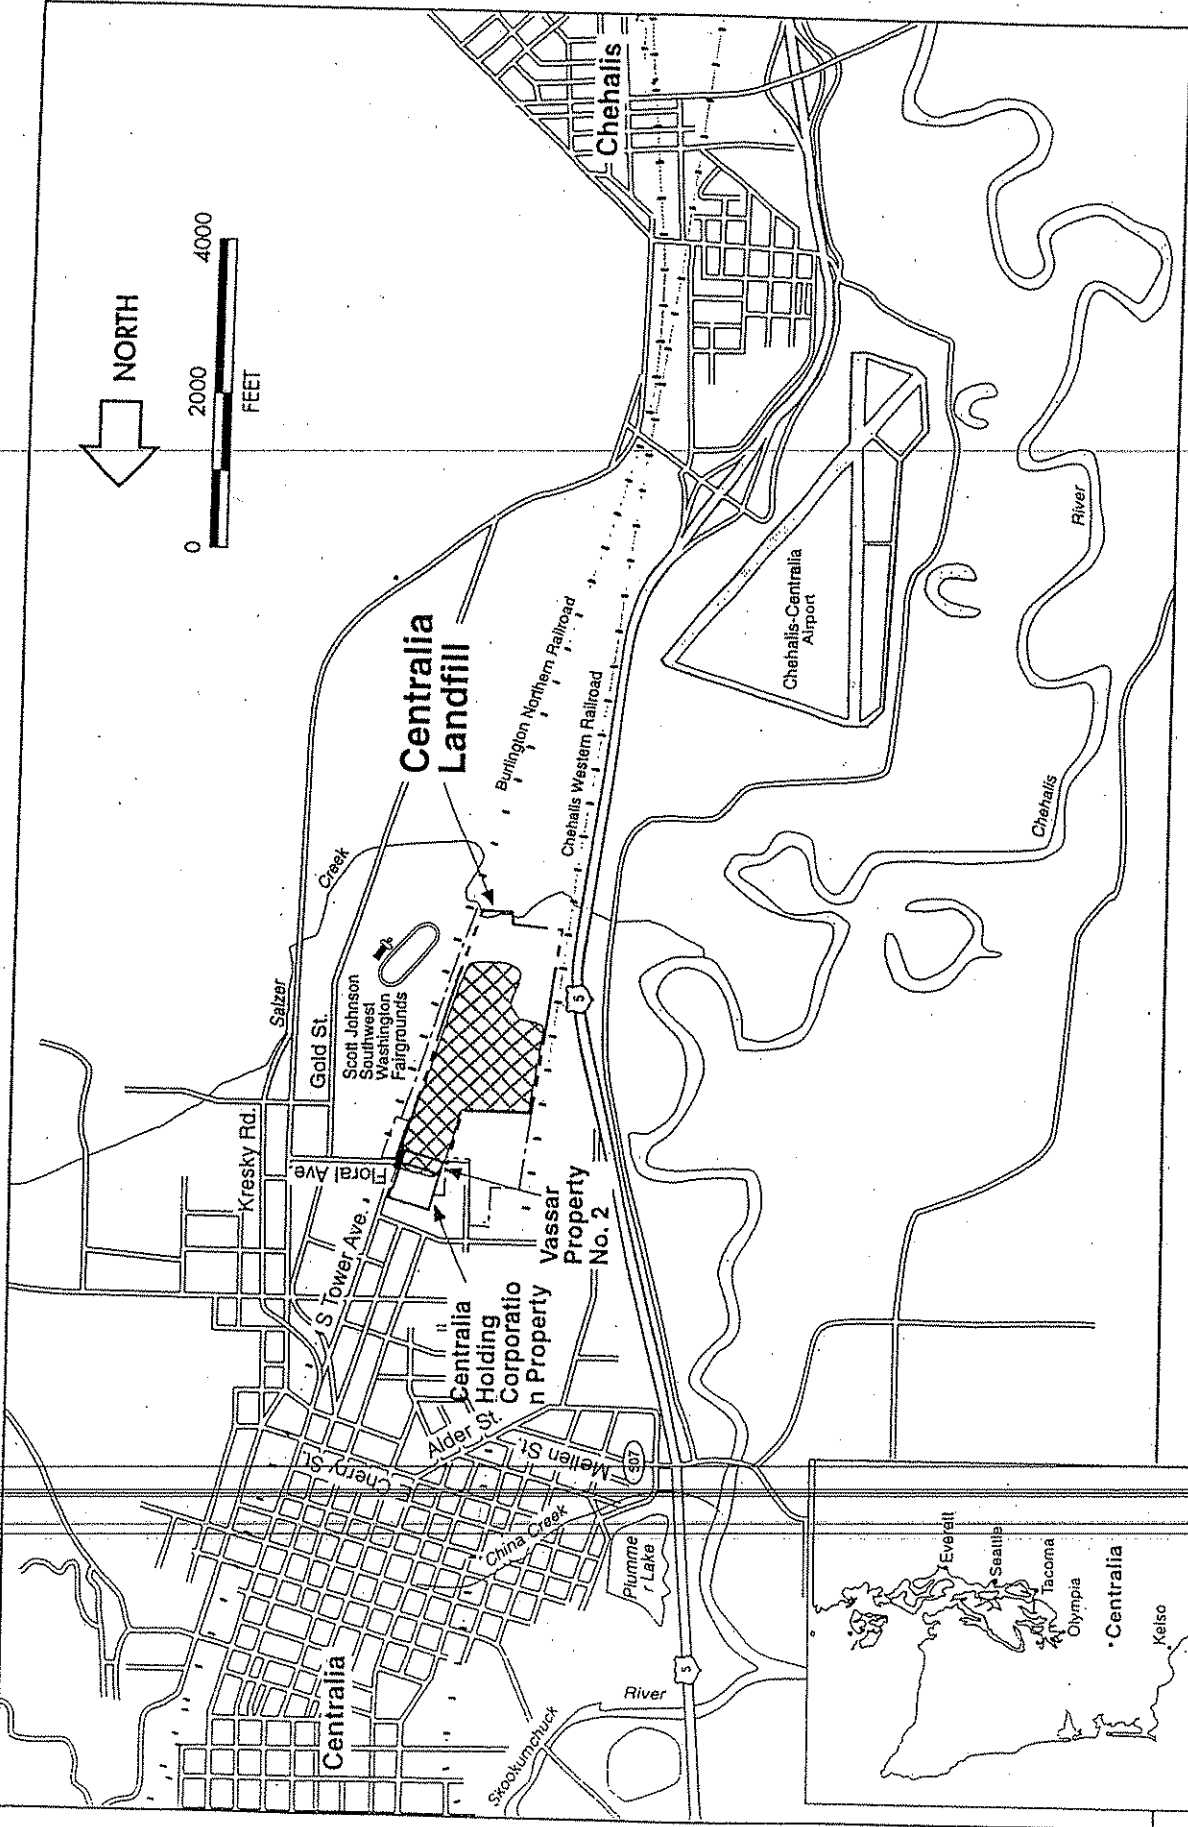 Chehalis
NORTH
0
2000
4000
FEET
Centralia
Landfill
Burlington Northern Railroad
Chehalis Western Railroad
Chehalis-Centralia
Airport
River
Chehalis
Creek
Salzer
Gold St.
Scott Johnson
Southwest
Washington
Fairgrounds
Kresky Rd.
Floral Ave.
S Tower Ave.
5
Vassar
Property
No. 2
Centralia
Holding
Corporatio
n Property
Alder St.
Mellen St.
507
E Cherry St.
China Creek
Plumme
r Lake
Centralia
Skookumchuck
River
5
Everett
Seattle
Tacoma
Olympia
Centralia
Kelso